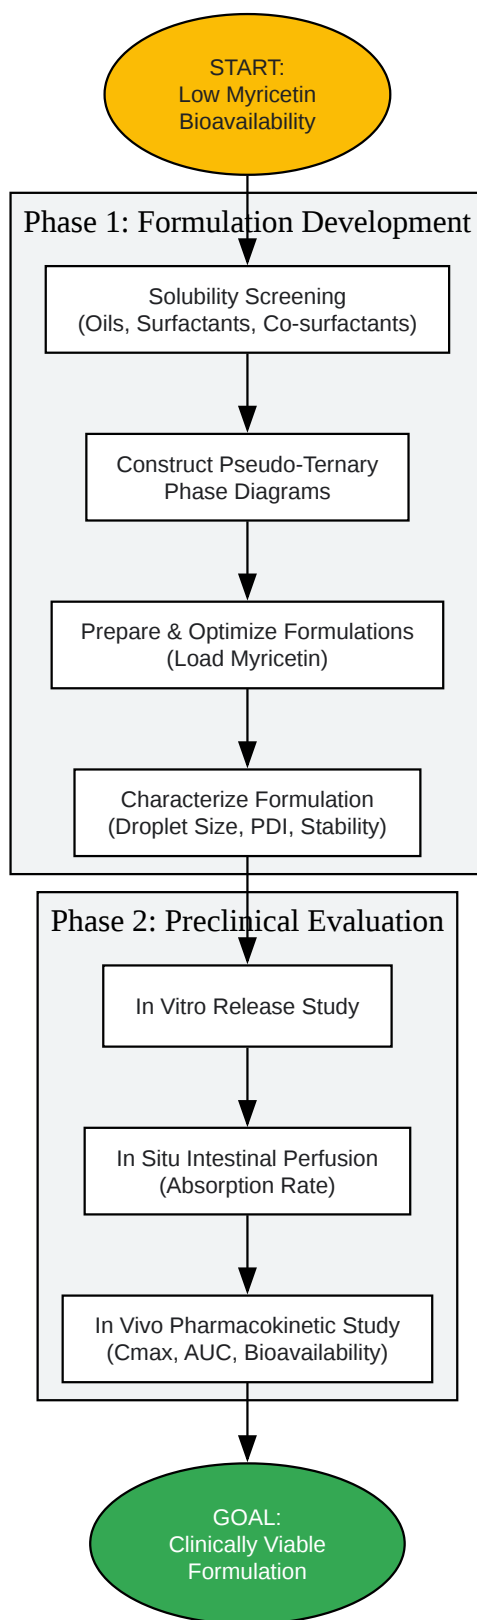 START:
Low Myricetin
Bioavailability
Phase 1: Formulation Development
Solubility Screening
(Oils, Surfactants, Co-surfactants)
Construct Pseudo-Ternary
Phase Diagrams
Prepare & Optimize Formulations
(Load Myricetin)
Characterize Formulation
(Droplet Size, PDI, Stability)
Phase 2: Preclinical Evaluation
In Vitro Release Study
In Situ Intestinal Perfusion
(Absorption Rate)
In Vivo Pharmacokinetic Study
(Cmax, AUC, Bioavailability)
GOAL:
Clinically Viable
Formulation